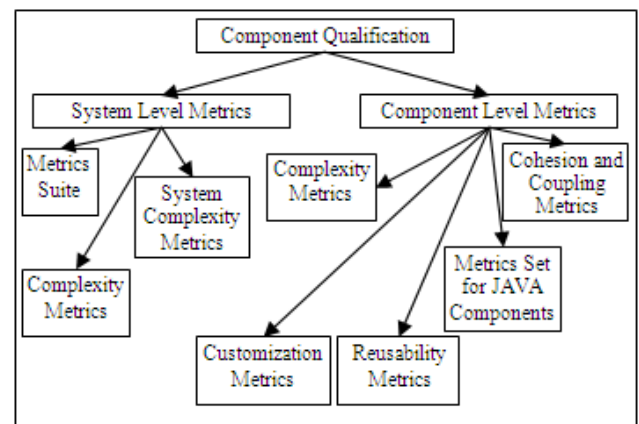 Component Qualification
System Level Metrics
Component Level Metrics
Metrics
Suite
System
Complexity
Metrics
Complexity
Metrics
Complexity
Metrics
Cohesion and
Coupling
Metrics
Metrics Set
for JAVA
Components
Customization
Metrics
Reusability
Metrics